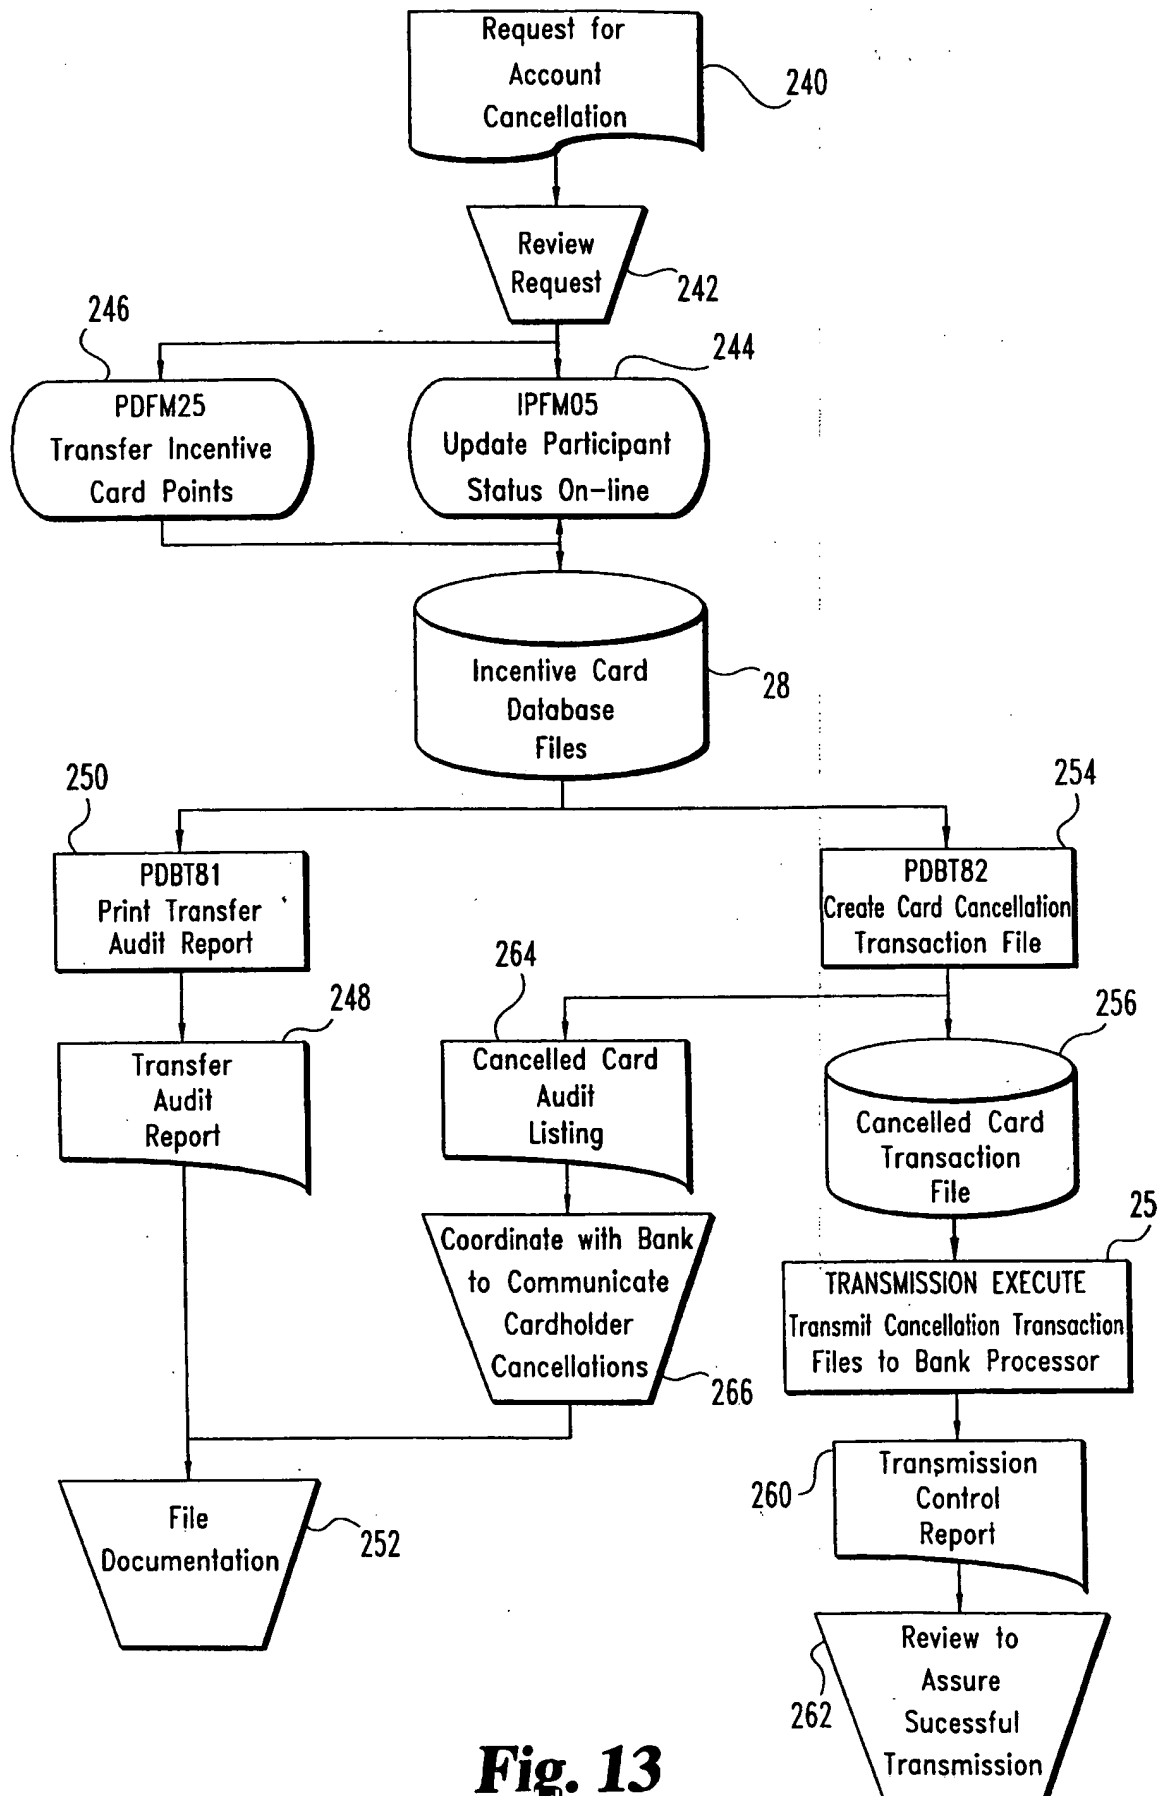 Request for
Account
Cancellation
240
Review
Request
242
246
244
PDFM25
Transfer Incentive
Card Points
IPFM05
Update Participant
Status On-line
Incentive Card
Database
Files
28
250
254
PDBT81
Print Transfer
Audit Report
PDBT82
Create Card Cancellation
Transaction File
264
248
256
Transfer
Audit
Report
Cancelled Card
Audit
Listing
Cancelled Card
Transaction
File
25
Coordinate with Bank
to Communicate
Cardholder
Cancellations
266
TRANSMISSION EXECUTE
Transmit Cancellation Transaction
Files to Bank Processor
260
Transmission
Control
Report
File
Documentation
252
Review to
Assure
Sucessful
Transmission
262
Fig. 13